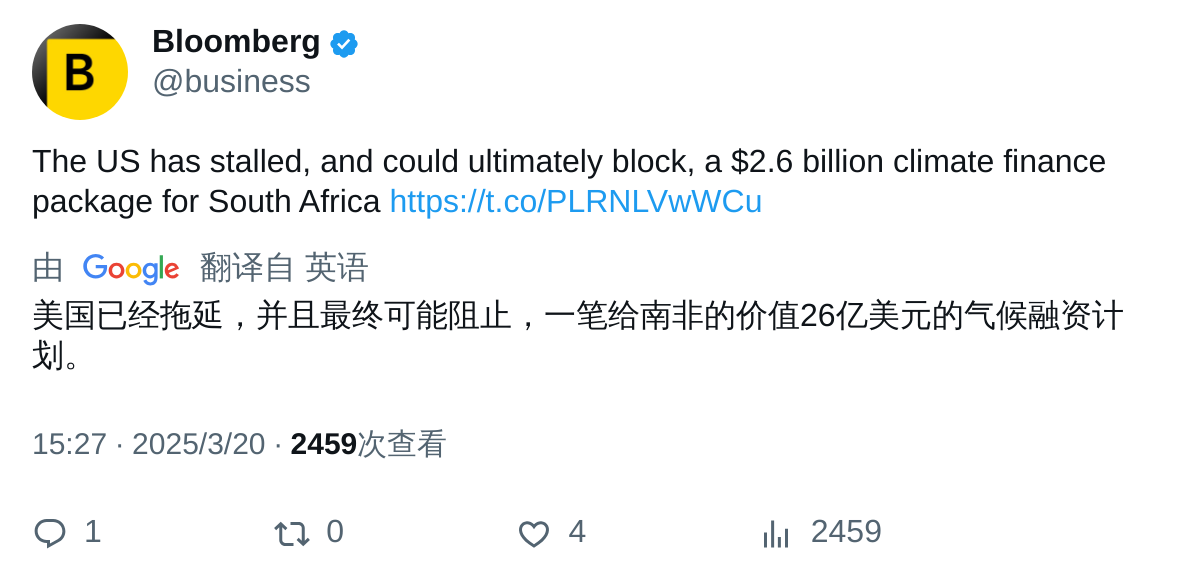 B
Bloomberg
@business
The US has stalled, and could ultimately block, a $2.6 billion climate finance
package for South Africa https://t.co/PLRNLVwWCu
由 Google 翻译自 英语
美国已经拖延，并且最终可能阻止，一笔给南非的价值26亿美元的气候融资计
划。
15:27 · 2025/3/20 · 2459次查看
1 0 4 2459